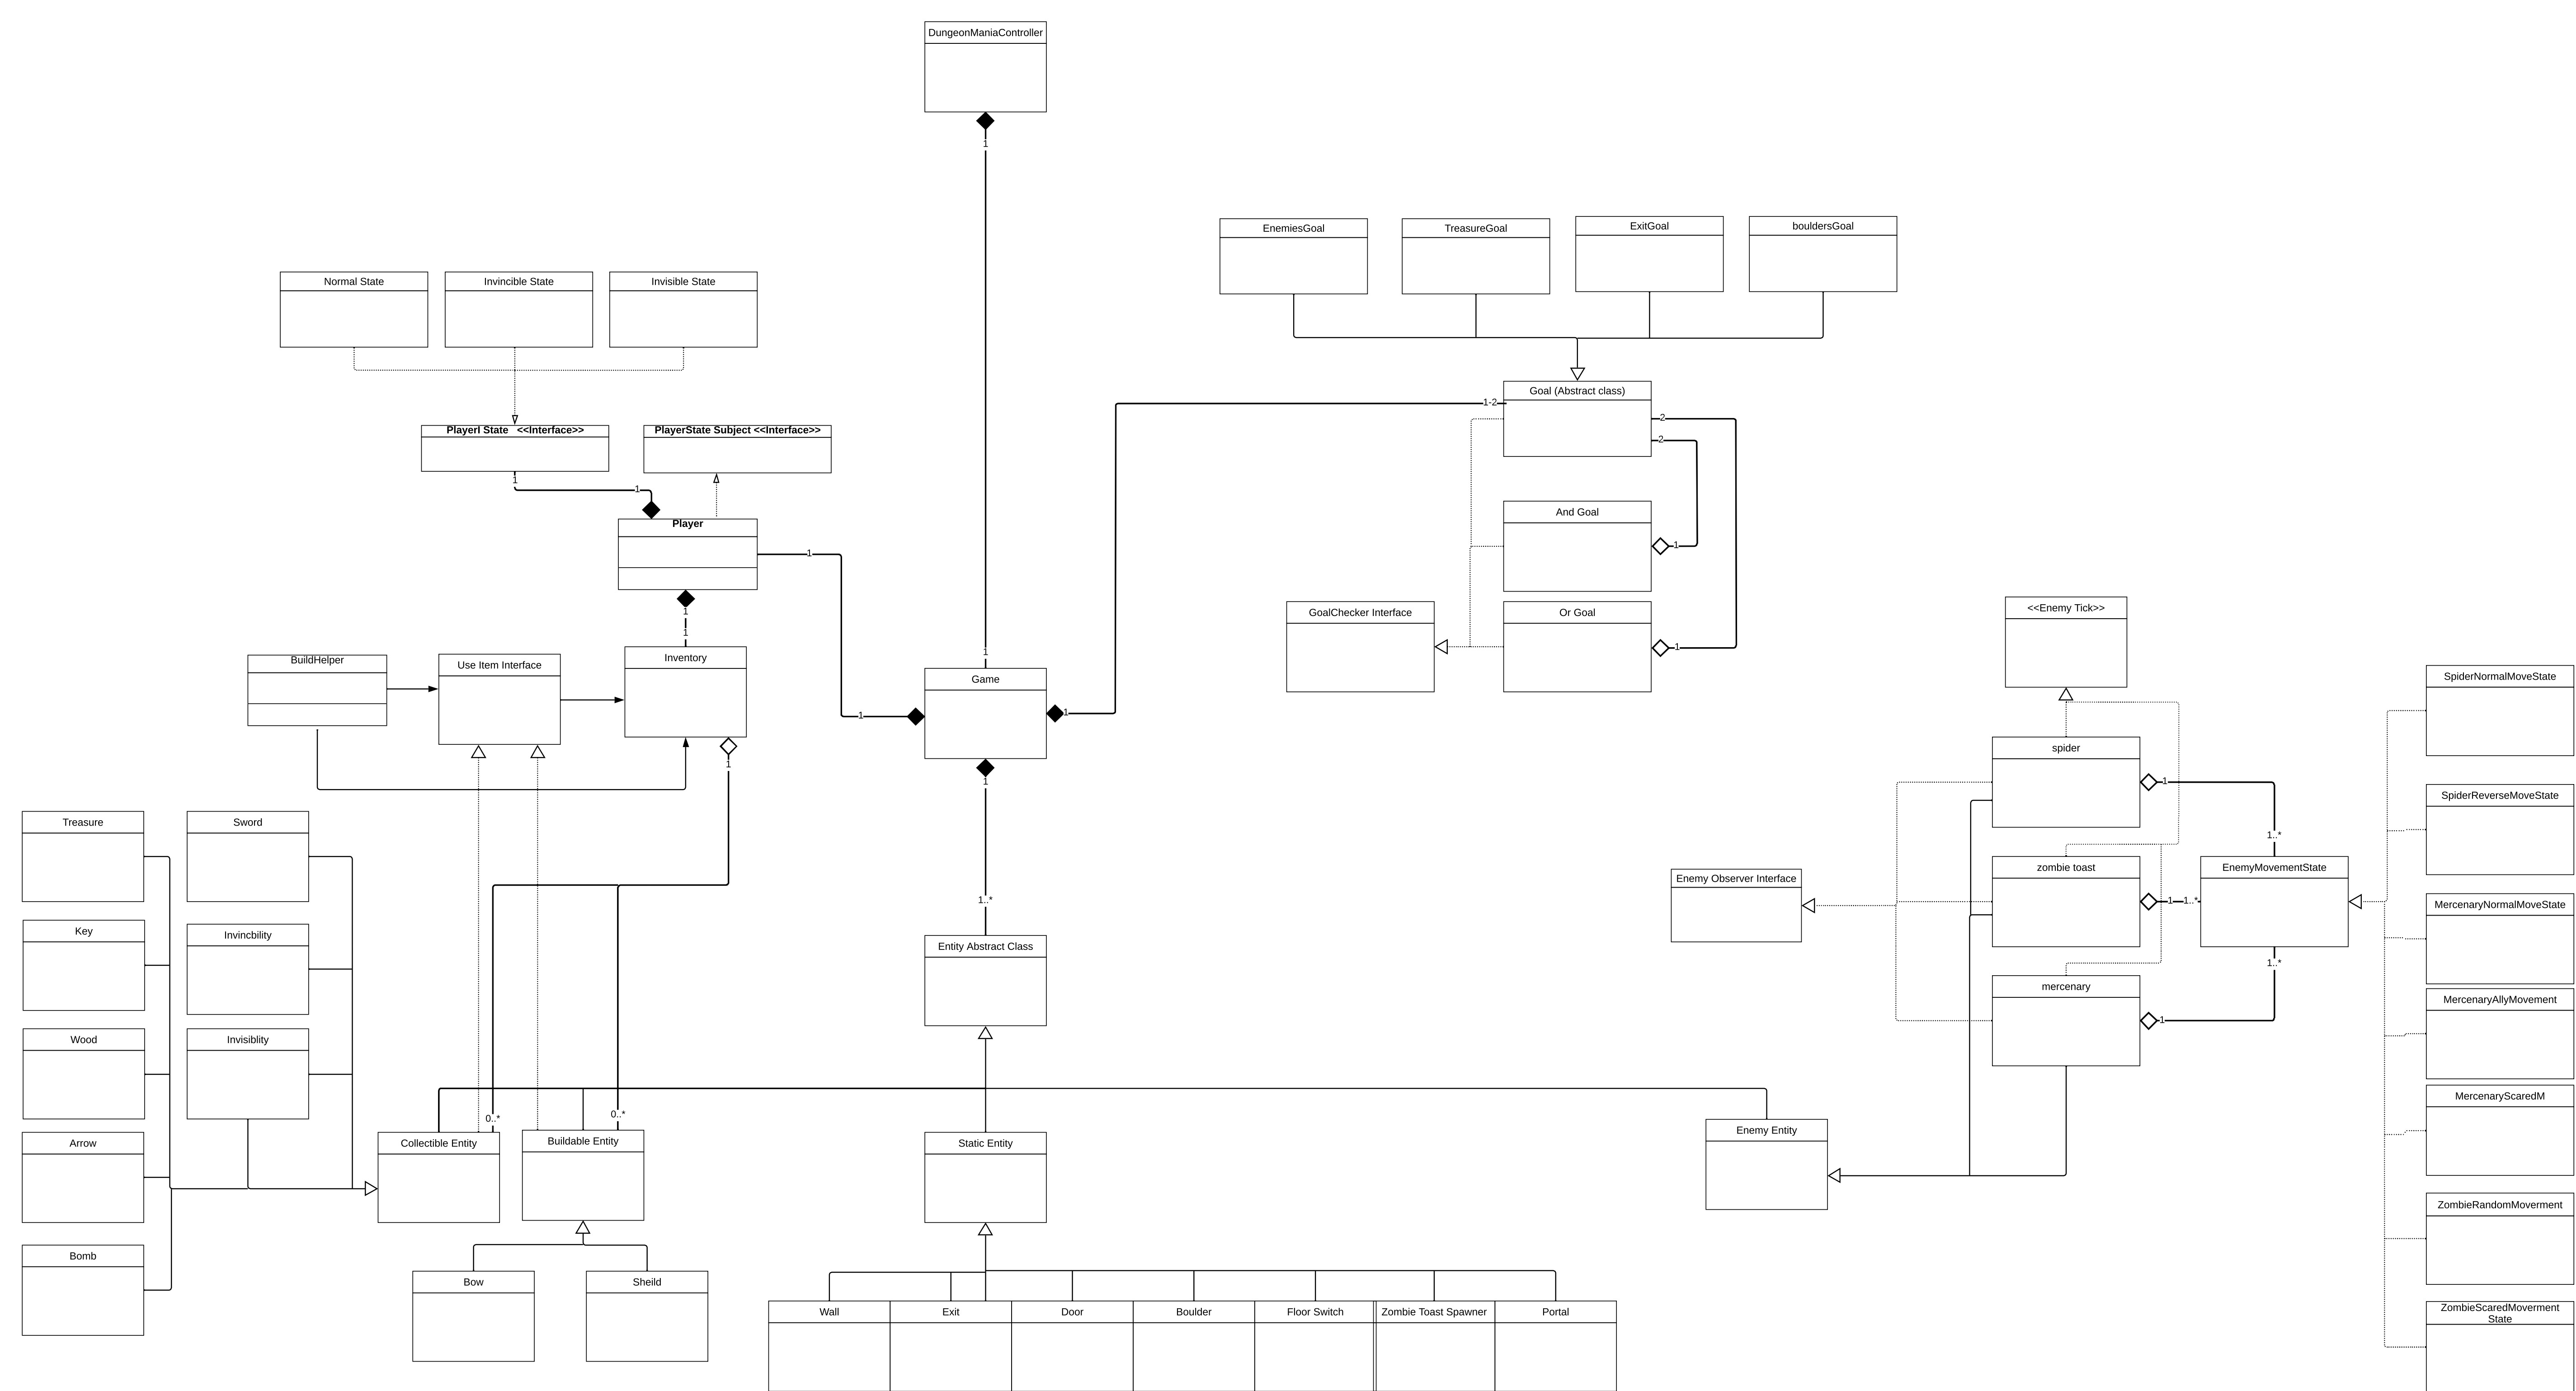 DungeonManiaController
1
EnemiesGoal
TreasureGoal
ExitGoal
bouldersGoal
Normal State
Invincible State
Invisible State
Goal (Abstract class)
1-2
2
2
PlayerI State <<Interface>>
PlayerState Subject <<Interface>>
1
1
Player
And Goal
1
1
1
1
GoalChecker Interface
Or Goal
1
<<Enemy Tick>>
BuildHelper
Use Item Interface
Inventory
1
Game
1
1
1
1
1
SpiderNormalMoveState
spider
1
1..*
SpiderReverseMoveState
Treasure
Sword
zombie toast
EnemyMovementState
Enemy Observer Interface
1
1..*
1..*
MercenaryNormalMoveState
Key
Invincbility
Entity Abstract Class
mercenary
1
MercenaryAllyMovement
Wood
Invisiblity
MercenaryScaredM
0..*
0..*
Arrow
Collectible Entity
Buildable Entity
Static Entity
Enemy Entity
ZombieRandomMoverment
Bomb
Bow
Sheild
Wall
Exit
Door
Boulder
Floor Switch
Zombie Toast Spawner
Portal
ZombieScaredMoverment
State